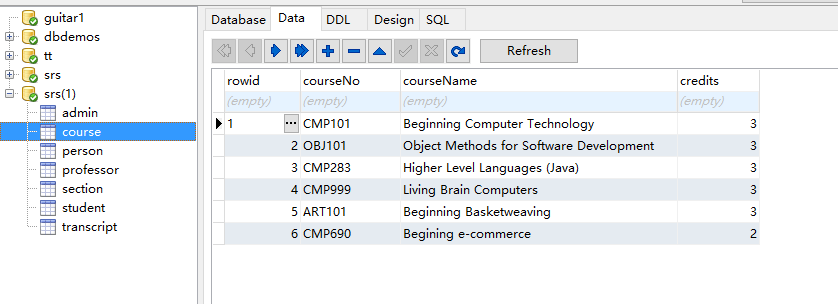 guitar1
dbdemos
tt
srs
srs(1)
admin
course
person
professor
section
student
transcript
Database Data DDL Design SQL
Refresh
rowid courseNo courseName credits
(empty) (empty) (empty) (empty)
1 ... CMP101 Beginning Computer Technology 3
2 OBJ101 Object Methods for Software Development 3
3 CMP283 Higher Level Languages (Java) 3
4 CMP999 Living Brain Computers 3
5 ART101 Beginning Basketweaving 3
6 CMP690 Begining e-commerce 2